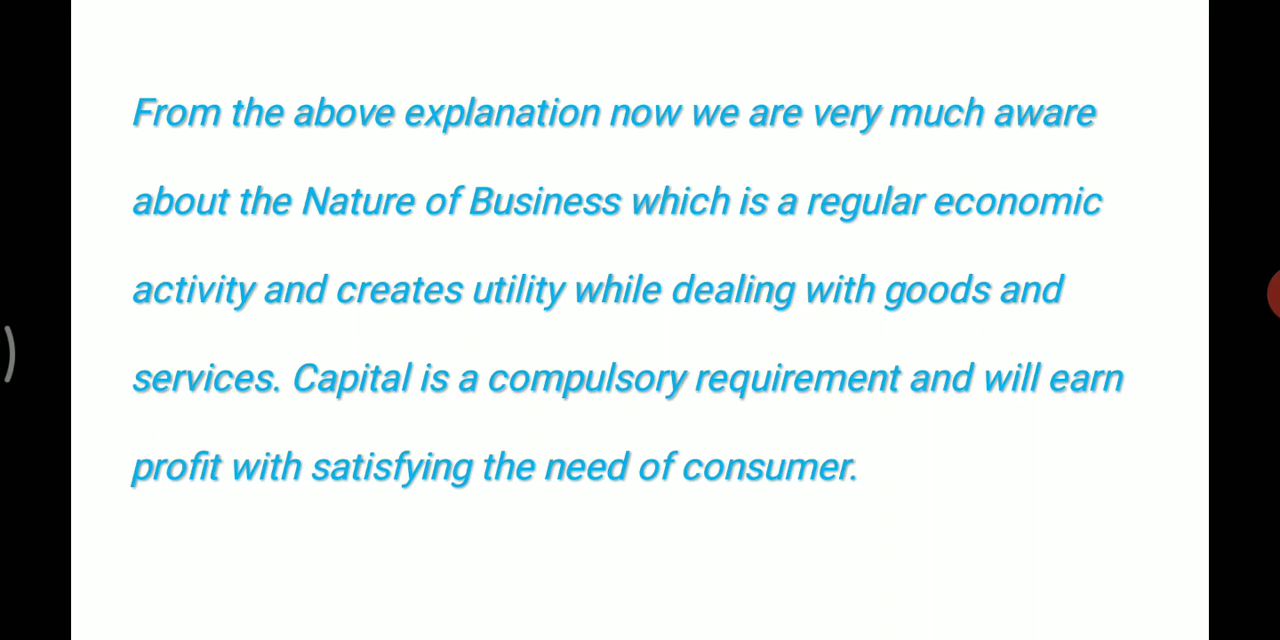 From the above explanation now we are very much aware
about the Nature of Business which is a regular economic
activity and creates utility while dealing with goods and
services. Capital is a compulsory requirement and will earn
profit with satisfying the need of consumer.